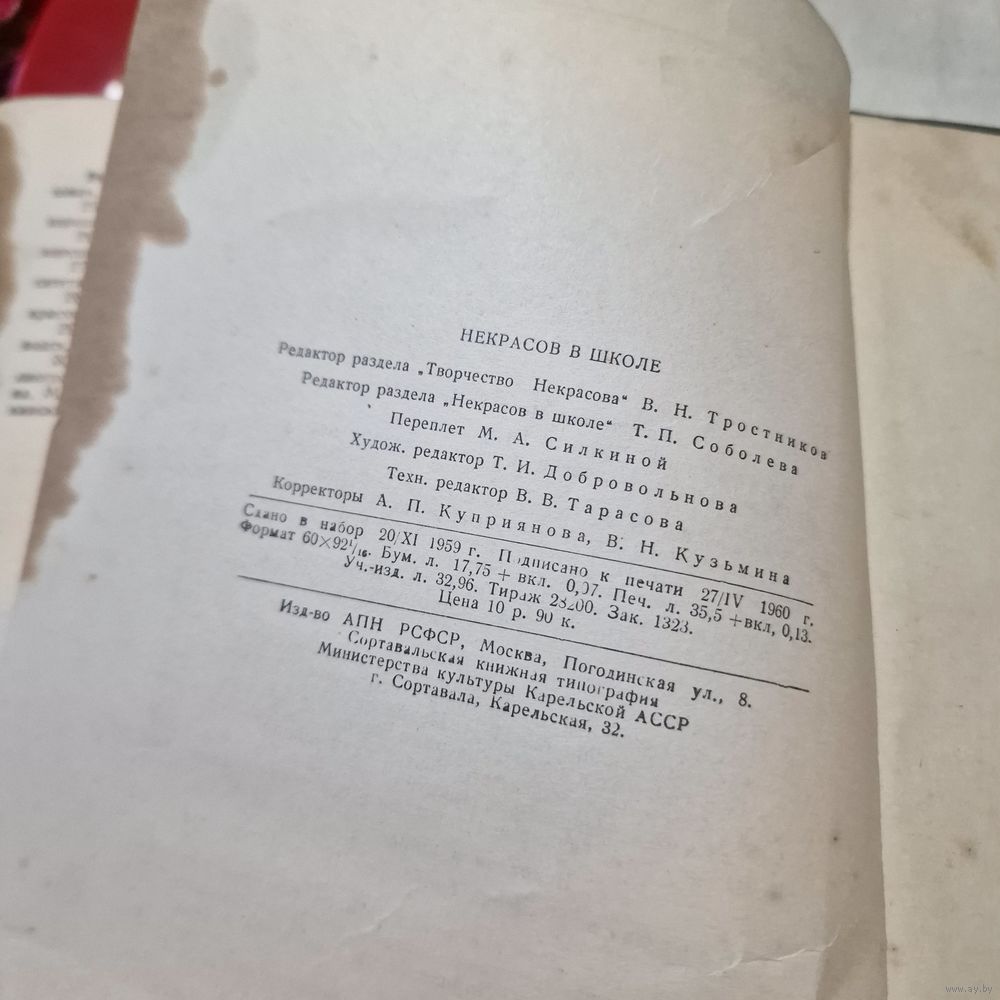 НЕКРАСОВ В ШКОЛЕ
Редактор раздела „Творчество Некрасова“ В. Н. Тростников
Редактор раздела „Некрасов в школе“ Т. П. Соболева
Переплет М. А. Силкиной
Худож. редактор Т. И. Добровольнова
Техн. редактор В. В. Тарасова
Корректоры А. П. Куприянова, В. Н. Кузьмина
Сдано в набор 20/XI 1959 г. Подписано к печати 27/IV 1960 г.
Формат 60×92 1/16. Бум. л. 17,75 + вкл. 0,07. Печ. л. 35,5 + вкл, 0,13.
Уч.-изд. л. 32,96. Тираж 28200. Зак. 1323.
Цена 10 р. 90 к.
Изд-во АПН РСФСР, Москва, Погодинская ул., 8.
Сортавальская книжная типография
Министерства культуры Карельской АССР
г. Сортавала, Карельская, 32.
www.ay.by